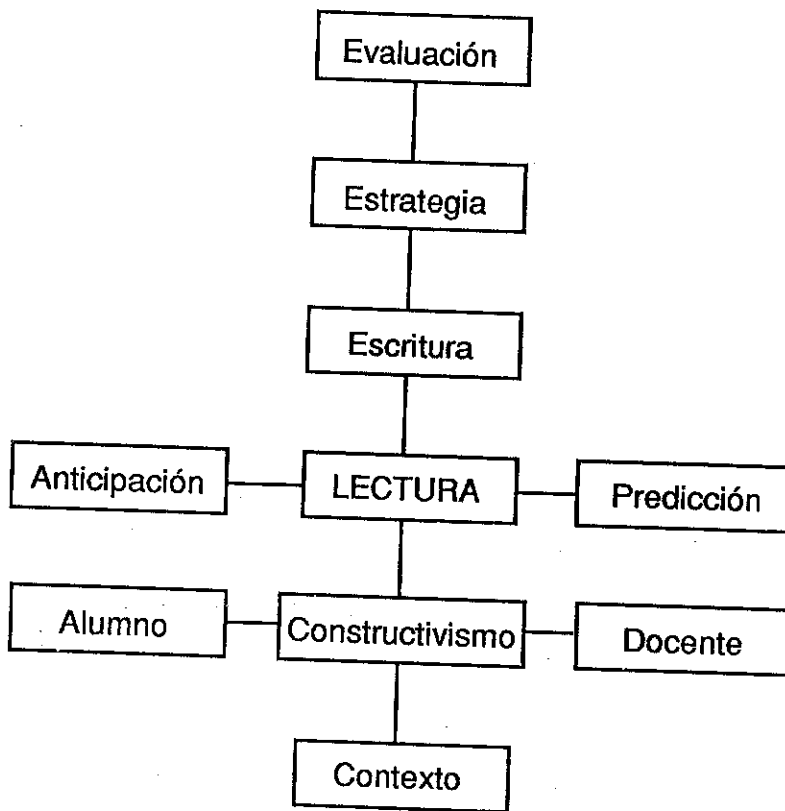 Evaluación
Estrategia
Escritura
Anticipación
LECTURA
Predicción
Alumno
Constructivismo
Docente
Contexto